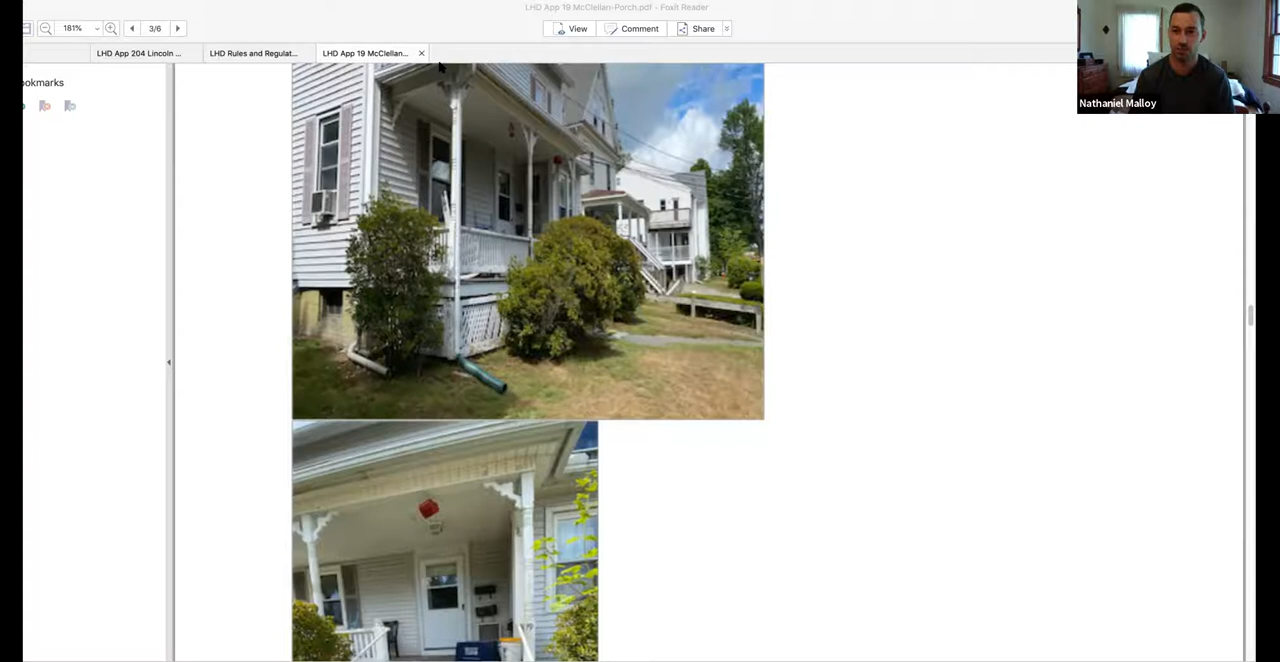 LHD App 19 McClellan-Porch.pdf - Foxit Reader
181%
3/6
View
Comment
Share
LHD App 204 Lincoln ...
LHD Rules and Regulat...
LHD App 19 McClellan...
ookmarks
Nathaniel Malloy